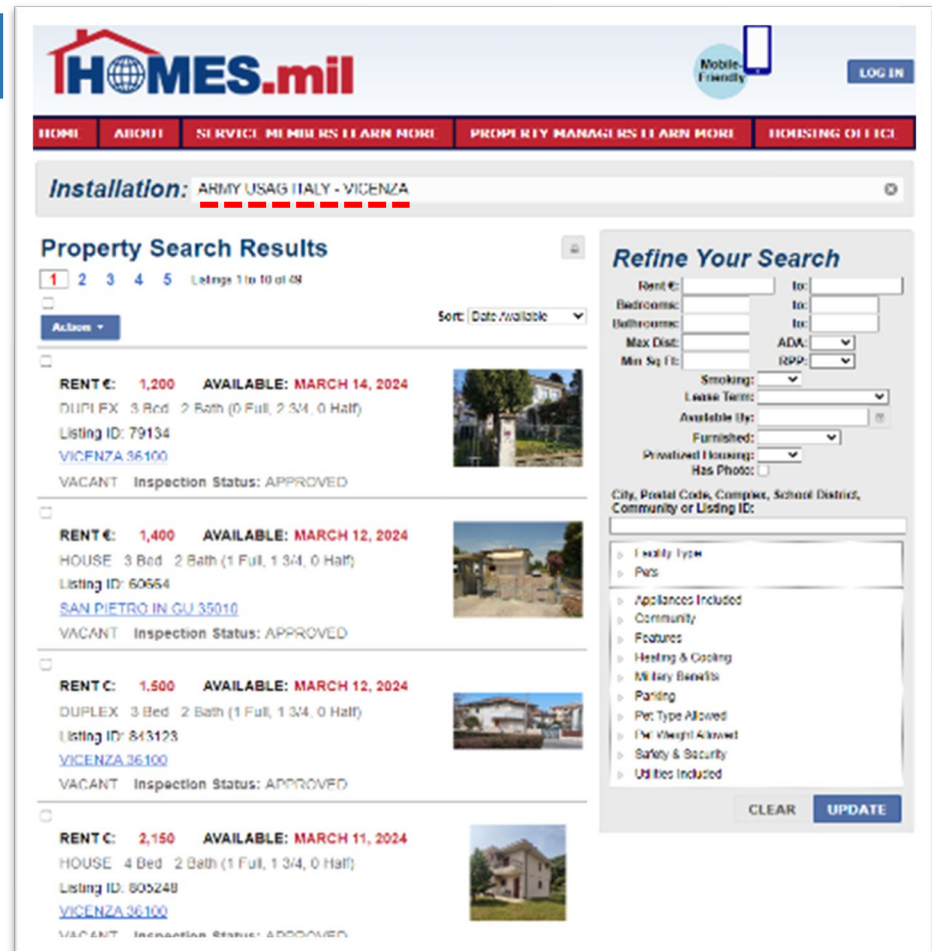 HOMES.mil
Mobile-Friendly
LOG IN
HOME ABOUT SERVICE MEMBERS LEARN MORE PROPERTY MANAGERS LEARN MORE HOUSING OFFICE
Installation: ARMY USAG ITALY - VICENZA
Property Search Results
1 2 3 4 5 Listings 1 to 10 of 49
Sort: Date Available
Action
RENT €: 1,200 AVAILABLE: MARCH 14, 2024
DUPLEX 3 Bed 2 Bath (0 Full, 2 3/4, 0 Half)
Listing ID: 79134
VICENZA 36100
VACANT Inspection Status: APPROVED
RENT €: 1,400 AVAILABLE: MARCH 12, 2024
HOUSE 3 Bed 2 Bath (1 Full, 1 3/4, 0 Half)
Listing ID: 60664
SAN PIETRO IN GU 35010
VACANT Inspection Status: APPROVED
RENT €: 1,500 AVAILABLE: MARCH 12, 2024
DUPLEX 3 Bed 2 Bath (1 Full, 1 3/4, 0 Half)
Listing ID: 843123
VICENZA 36100
VACANT Inspection Status: APPROVED
RENT €: 2,150 AVAILABLE: MARCH 11, 2024
HOUSE 4 Bed 2 Bath (1 Full, 1 3/4, 0 Half)
Listing ID: 805248
VICENZA 36100
VACANT Inspection Status: APPROVED
Refine Your Search
Rent €: to:
Bedrooms: to:
Bathrooms: to:
Max Dist: ADA:
Min Sq Ft: RPP:
Smoking:
Lease Term:
Available By:
Furnished:
Privatized Housing:
Has Photo:
City, Postal Code, Complex, School District,
Community or Listing ID:
Facility Type
Pets
Appliances Included
Community
Features
Heating & Cooling
Military Benefits
Parking
Pet Type Allowed
Pet Weight Allowed
Safety & Security
Utilities Included
CLEAR UPDATE